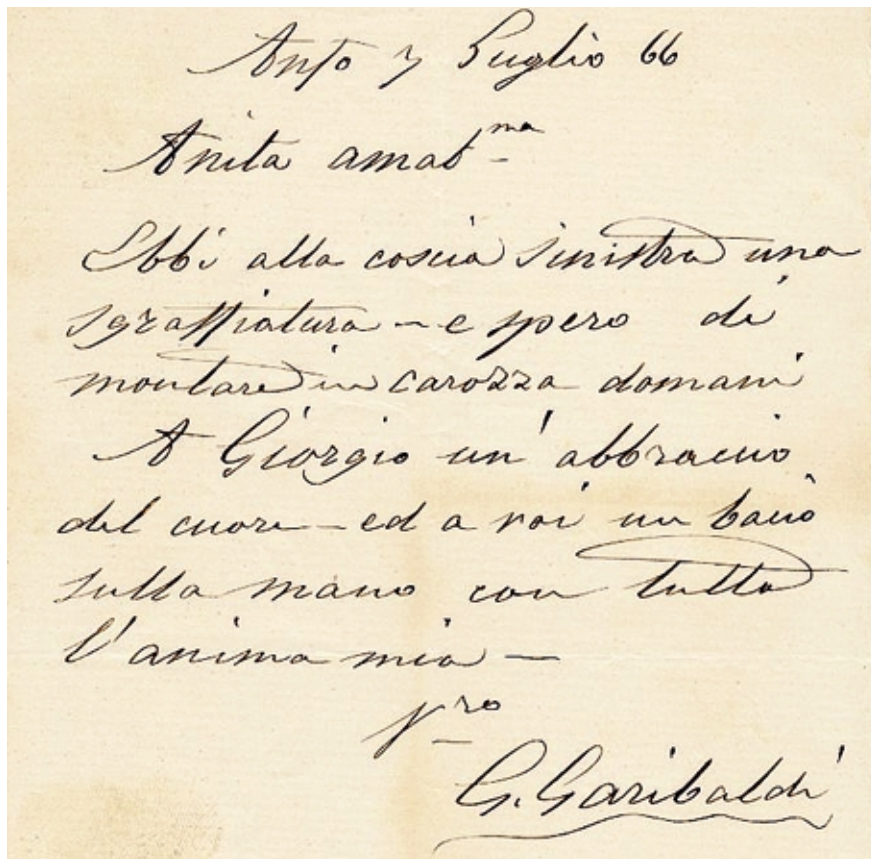 Anfo 7 Luglio 66
Anita amab^ma
Ebbi alla coscia sinistra una
sgraffiatura - e spero di
montare in carozza domani
A Giorgio un' abbraccio
del cuore - ed a voi un bacio
sulla mano con tutta
l'anima mia -
V^ro
G. Garibaldi